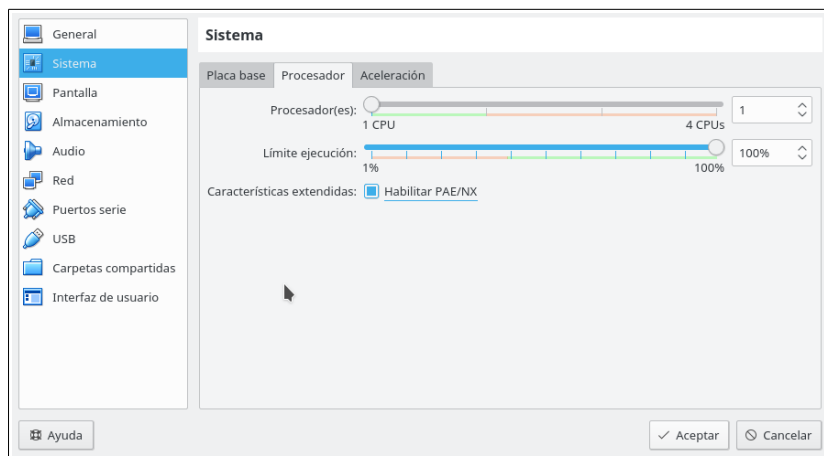 General
Sistema
Pantalla
Almacenamiento
Audio
Red
Puertos serie
USB
Carpetas compartidas
Interfaz de usuario
Sistema
Placa base Procesador Aceleración
Procesador(es): 1
1 CPU 4 CPUs
Límite ejecución: 100%
1% 100%
Características extendidas: Habilitar PAE/NX
Ayuda Aceptar Cancelar